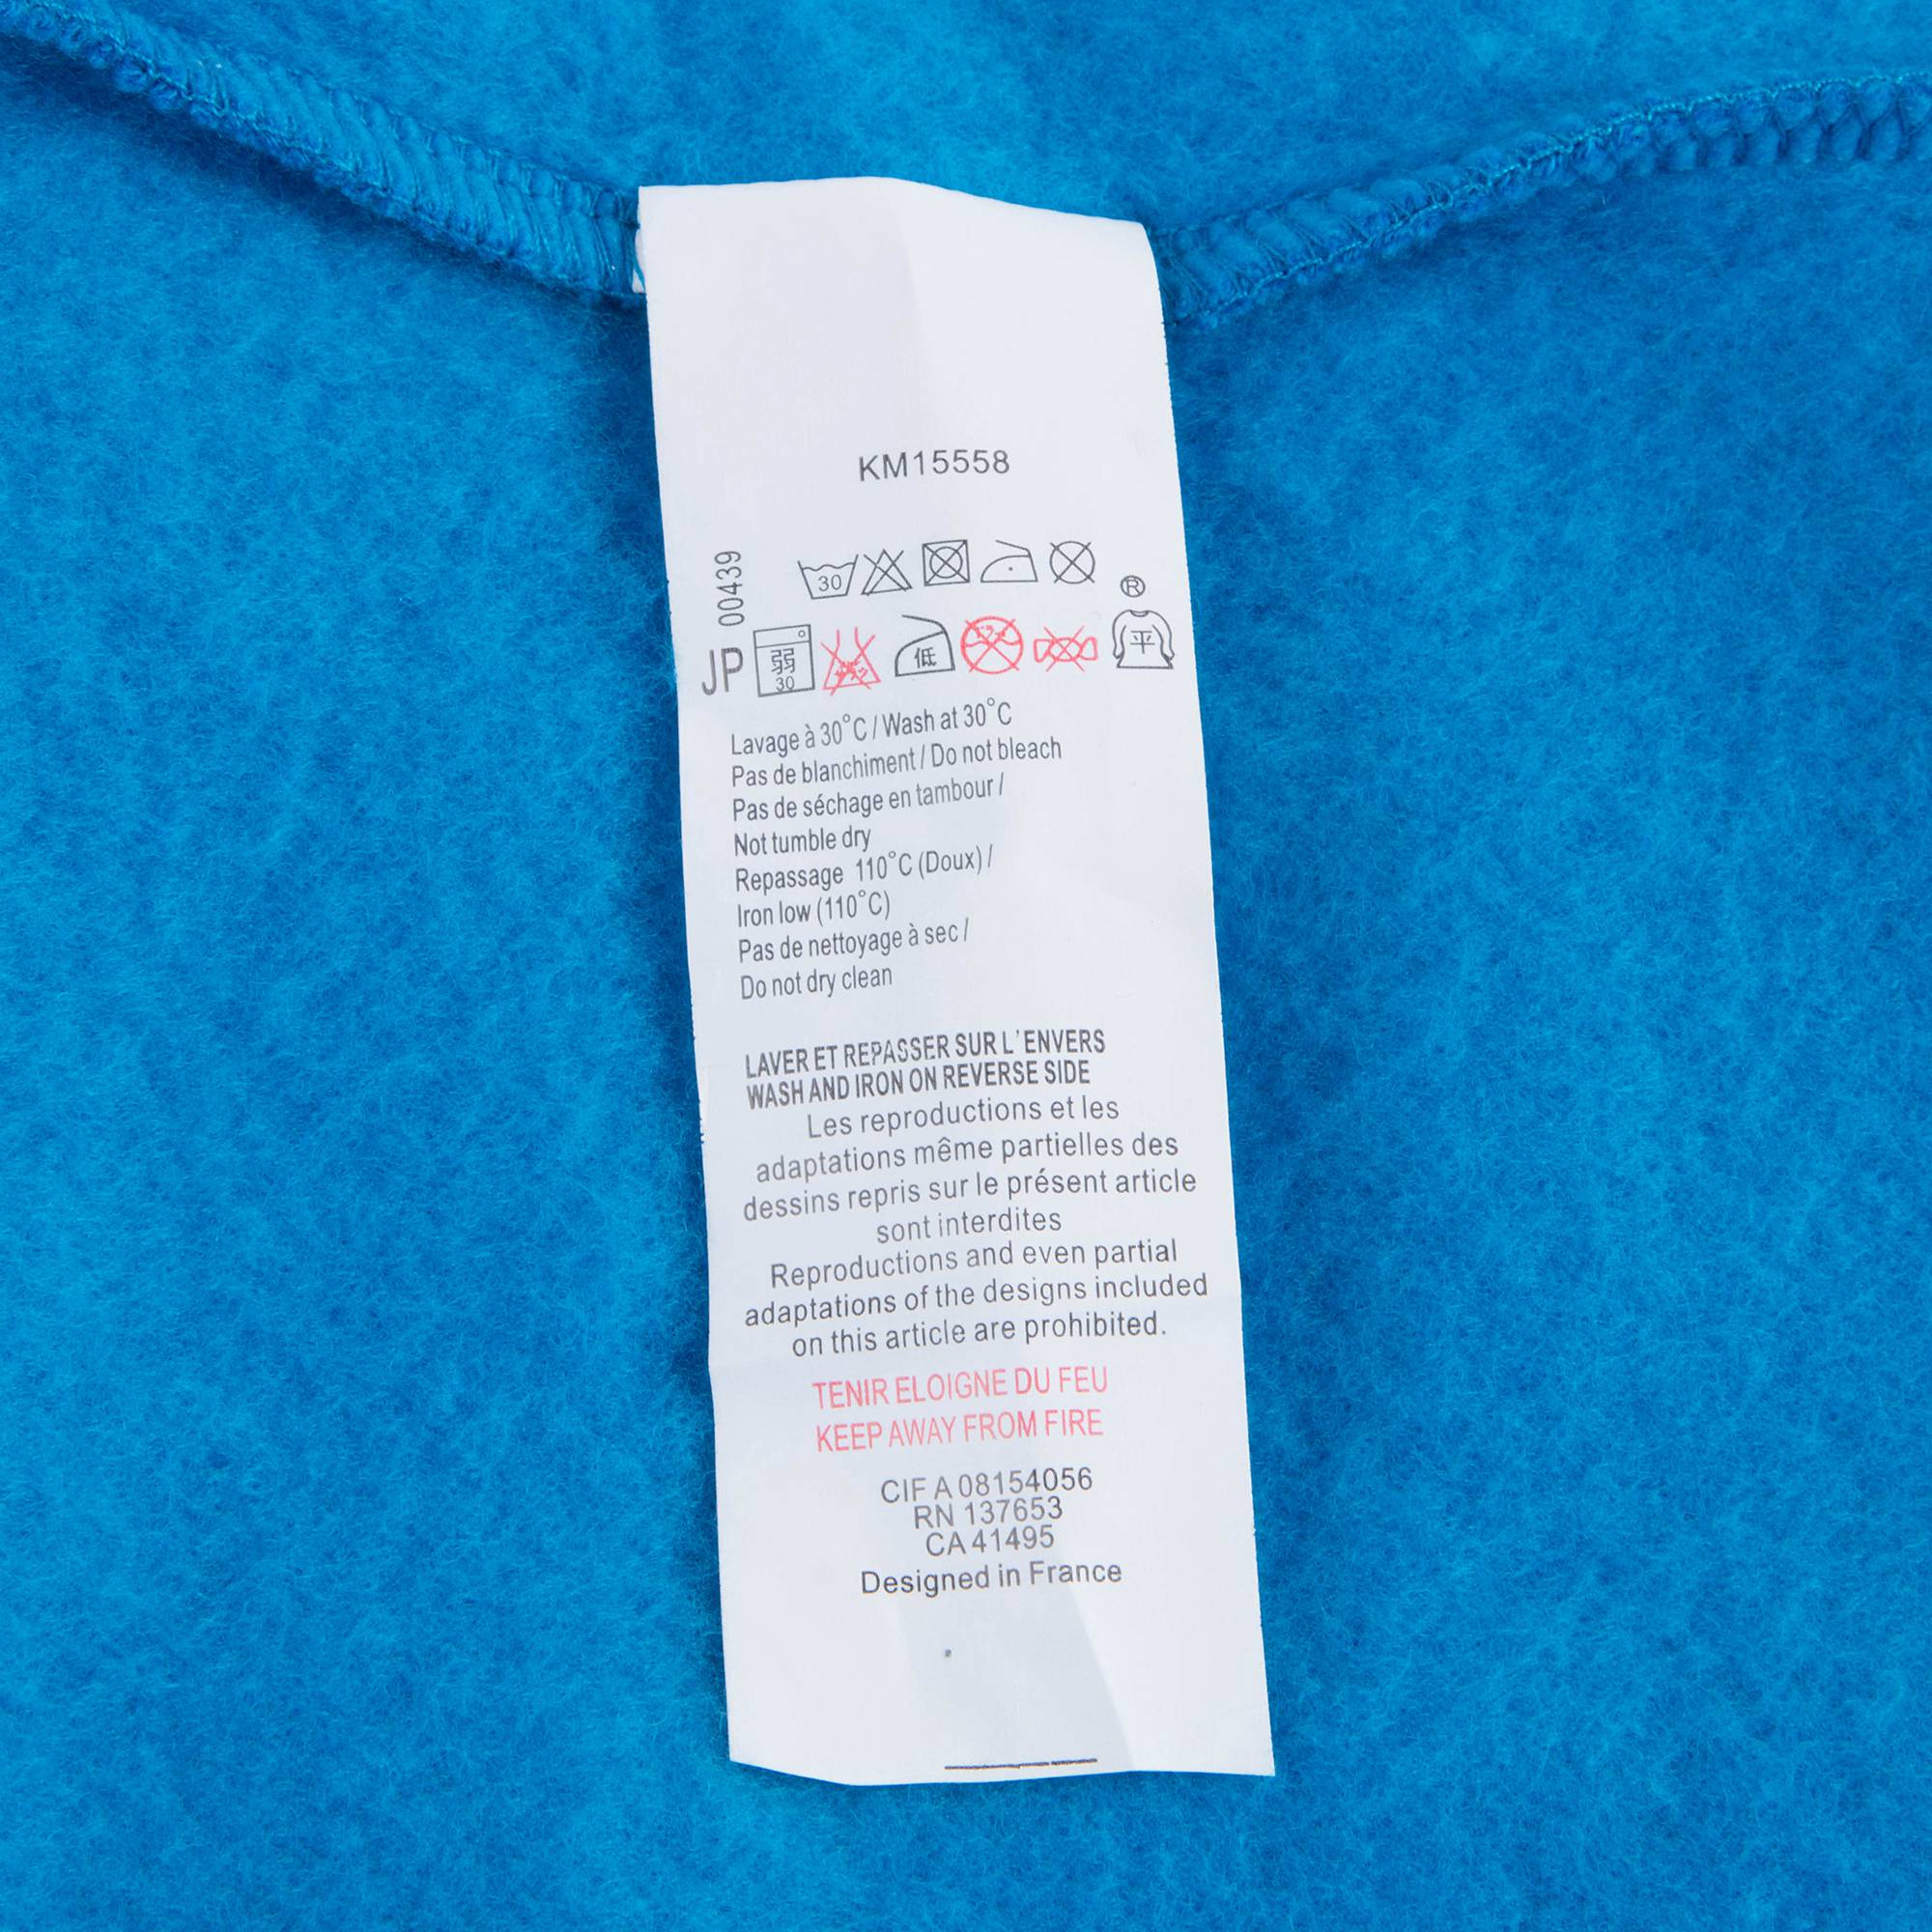 KM15558
00439
30
®
JP 弱 30 低 平
Lavage à 30°C / Wash at 30°C
Pas de blanchiment / Do not bleach
Pas de séchage en tambour /
Not tumble dry
Repassage 110°C (Doux) /
Iron low (110°C)
Pas de nettoyage à sec /
Do not dry clean
LAVER ET REPASSER SUR L'ENVERS
WASH AND IRON ON REVERSE SIDE
Les reproductions et les
adaptations même partielles des
dessins repris sur le présent article
sont interdites
Reproductions and even partial
adaptations of the designs included
on this article are prohibited.
TENIR ELOIGNE DU FEU
KEEP AWAY FROM FIRE
CIF A 08154056
RN 137653
CA 41495
Designed in France